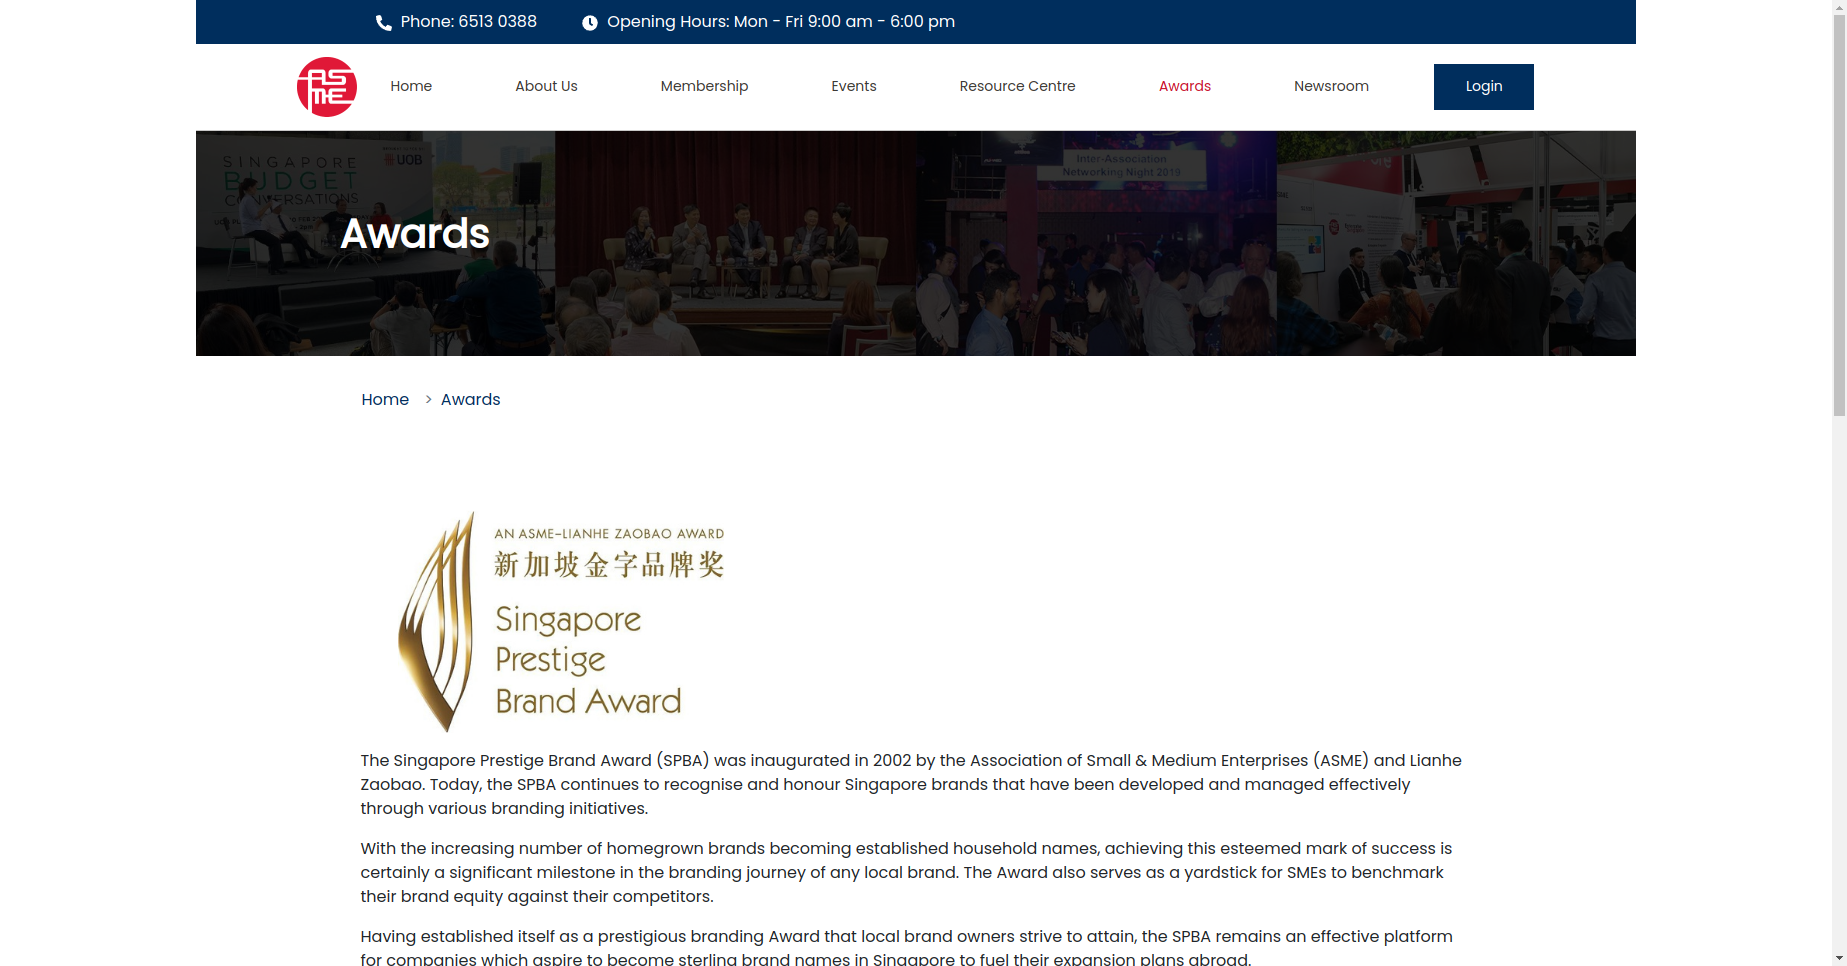 Phone: 6513 0388
Opening Hours: Mon - Fri 9:00 am - 6:00 pm
ASME
Home
About Us
Membership
Events
Resource Centre
Awards
Newsroom
Login
SINGAPORE
BUDGET
CONVERSATIONS
UOB
Inter-Association
Networking Night 2019
Awards
Home > Awards
AN ASME-LIANHE ZAOBAO AWARD
新加坡金字品牌奖
Singapore
Prestige
Brand Award
The Singapore Prestige Brand Award (SPBA) was inaugurated in 2002 by the Association of Small & Medium Enterprises (ASME) and Lianhe
Zaobao. Today, the SPBA continues to recognise and honour Singapore brands that have been developed and managed effectively
through various branding initiatives.
With the increasing number of homegrown brands becoming established household names, achieving this esteemed mark of success is
certainly a significant milestone in the branding journey of any local brand. The Award also serves as a yardstick for SMEs to benchmark
their brand equity against their competitors.
Having established itself as a prestigious branding Award that local brand owners strive to attain, the SPBA remains an effective platform
for companies which aspire to become sterling brand names in Singapore to fuel their expansion plans abroad.